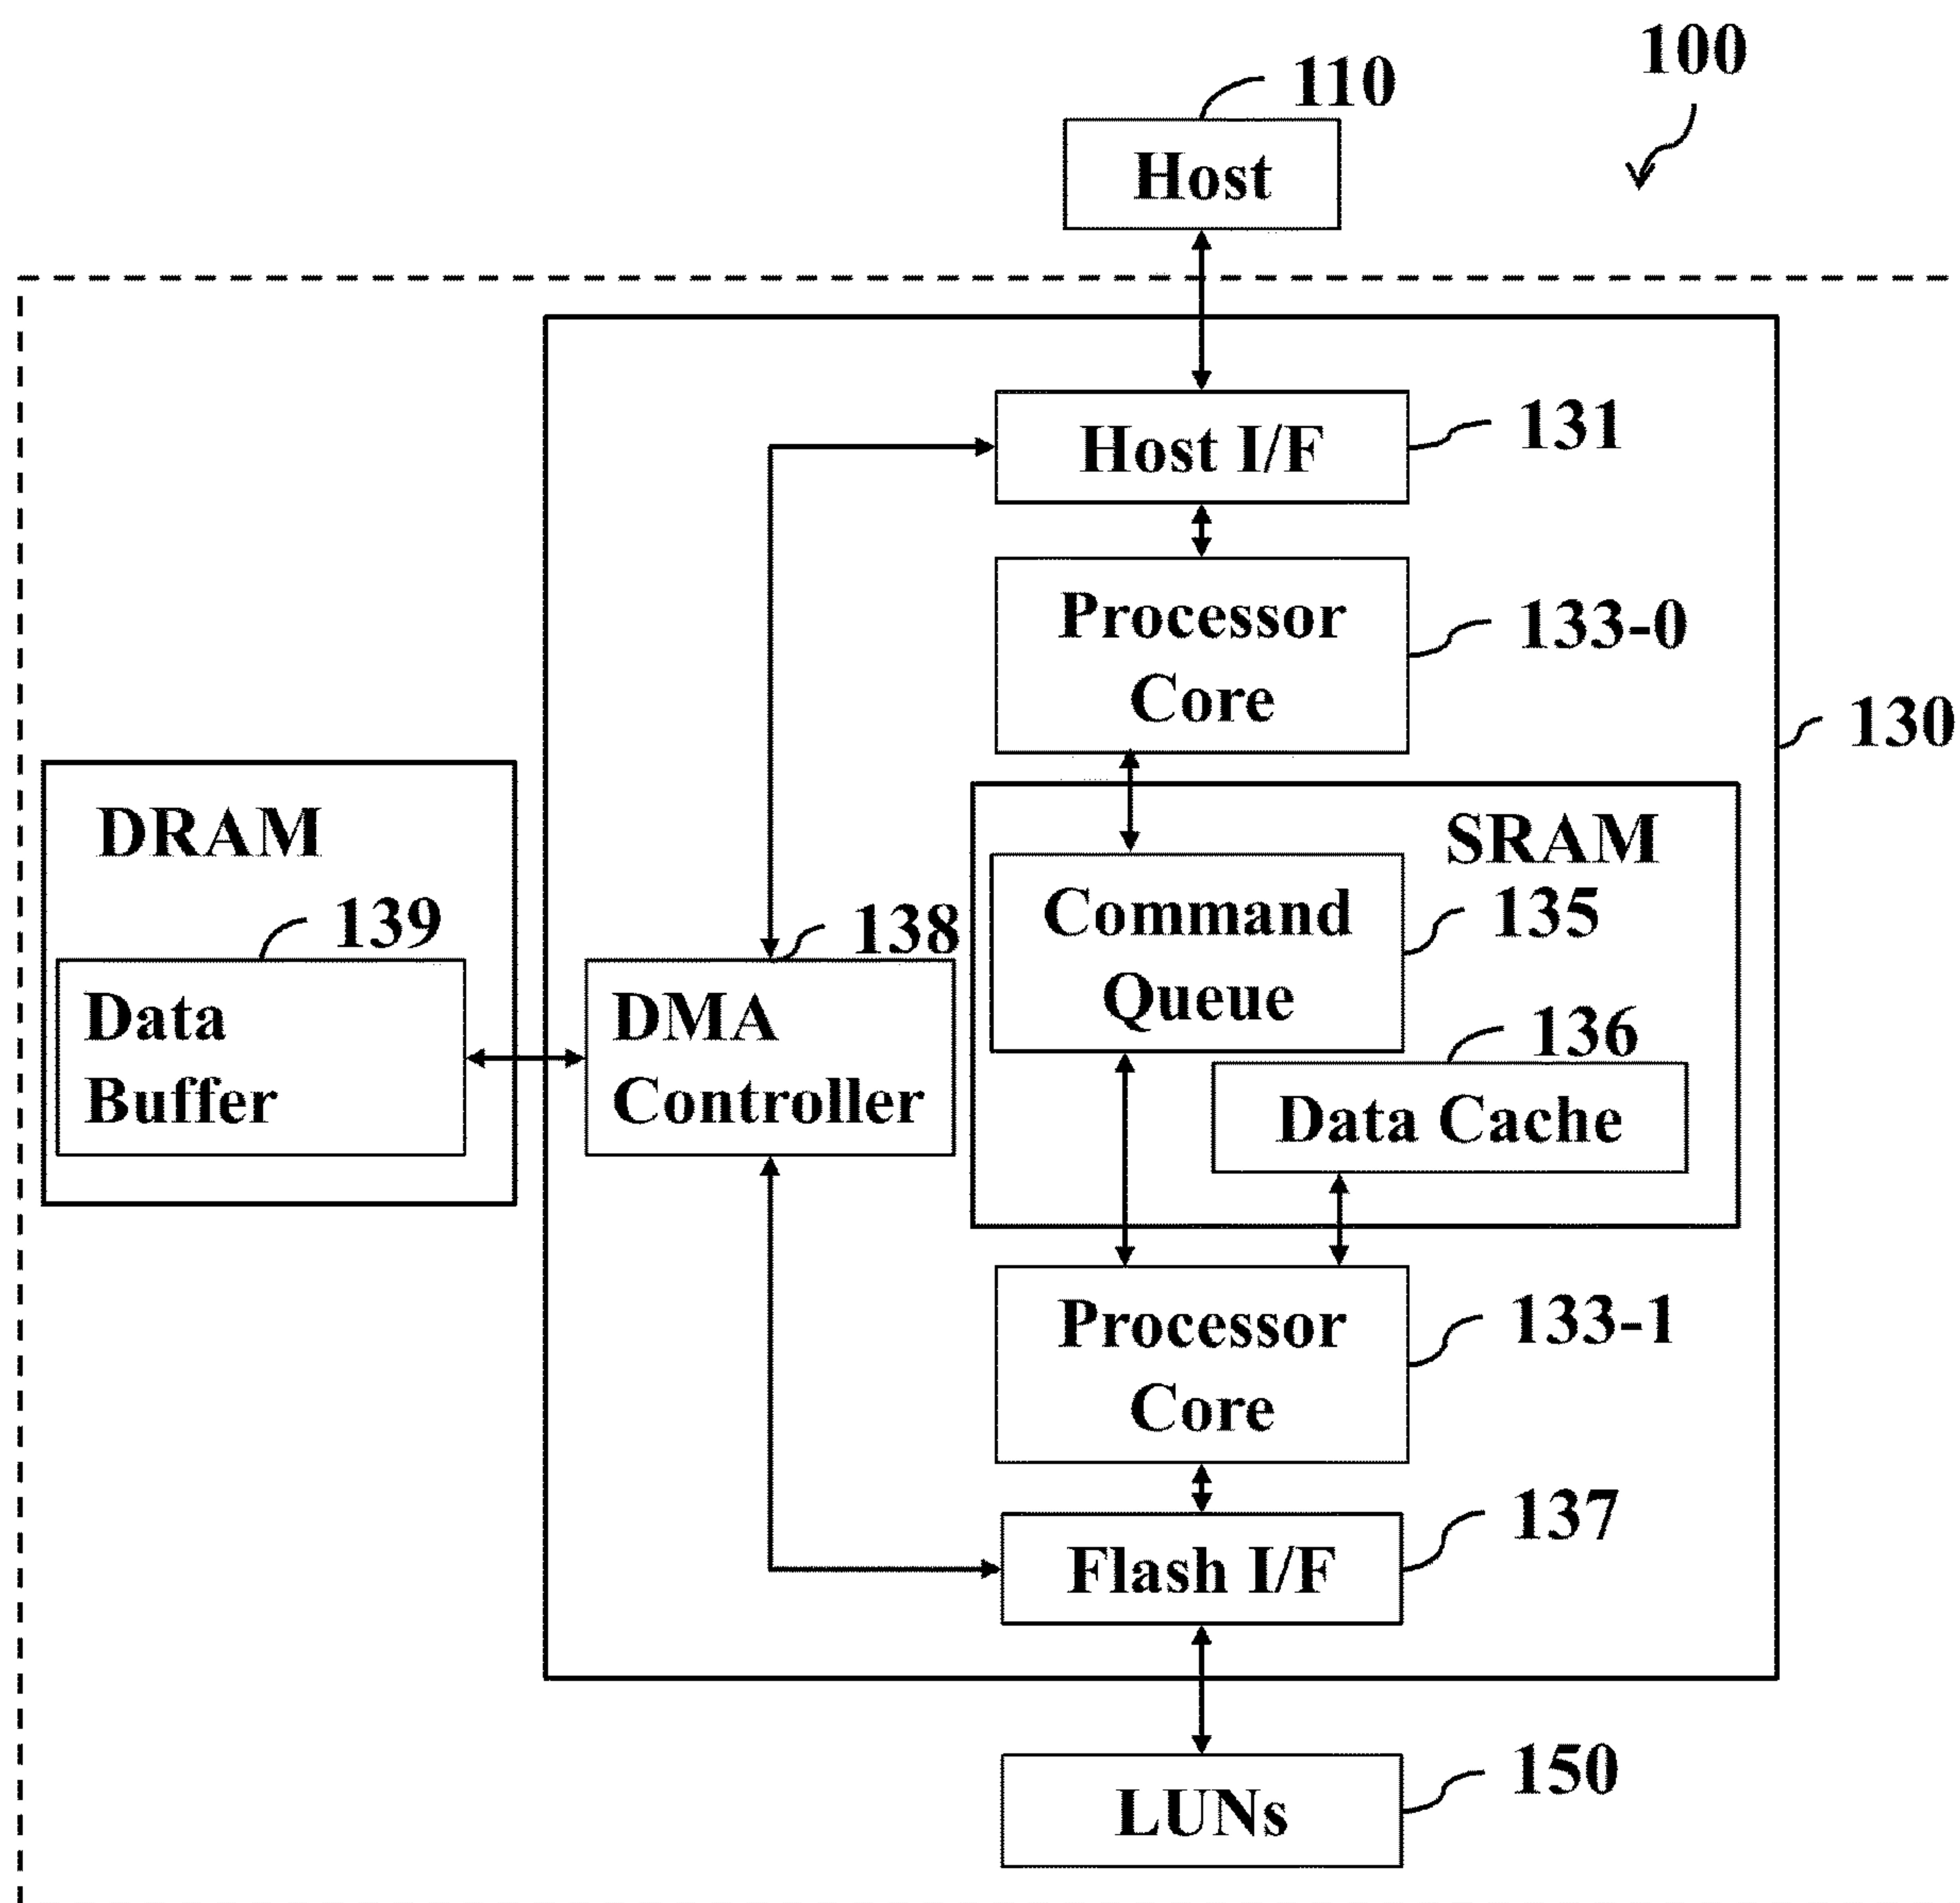 100
110
Host
Host I/F
131
Processor
Core
133-0
130
DRAM
SRAM
139
Data
Buffer
138
DMA
Controller
Command
Queue
135
136
Data Cache
Processor
Core
133-1
Flash I/F
137
LUNs
150